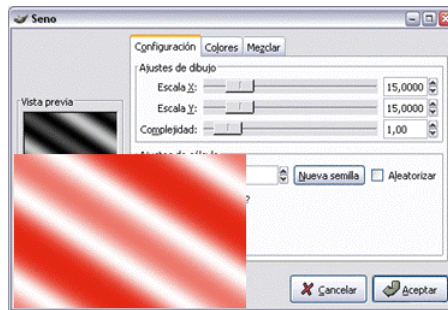 Seno
Configuración Colores Mezclar
Ajustes de dibujo
Escala X: 15,0000
Escala Y: 15,0000
Complejidad: 1,00
Vista previa
Nueva semilla Aleatorizar
?
Cancelar Aceptar